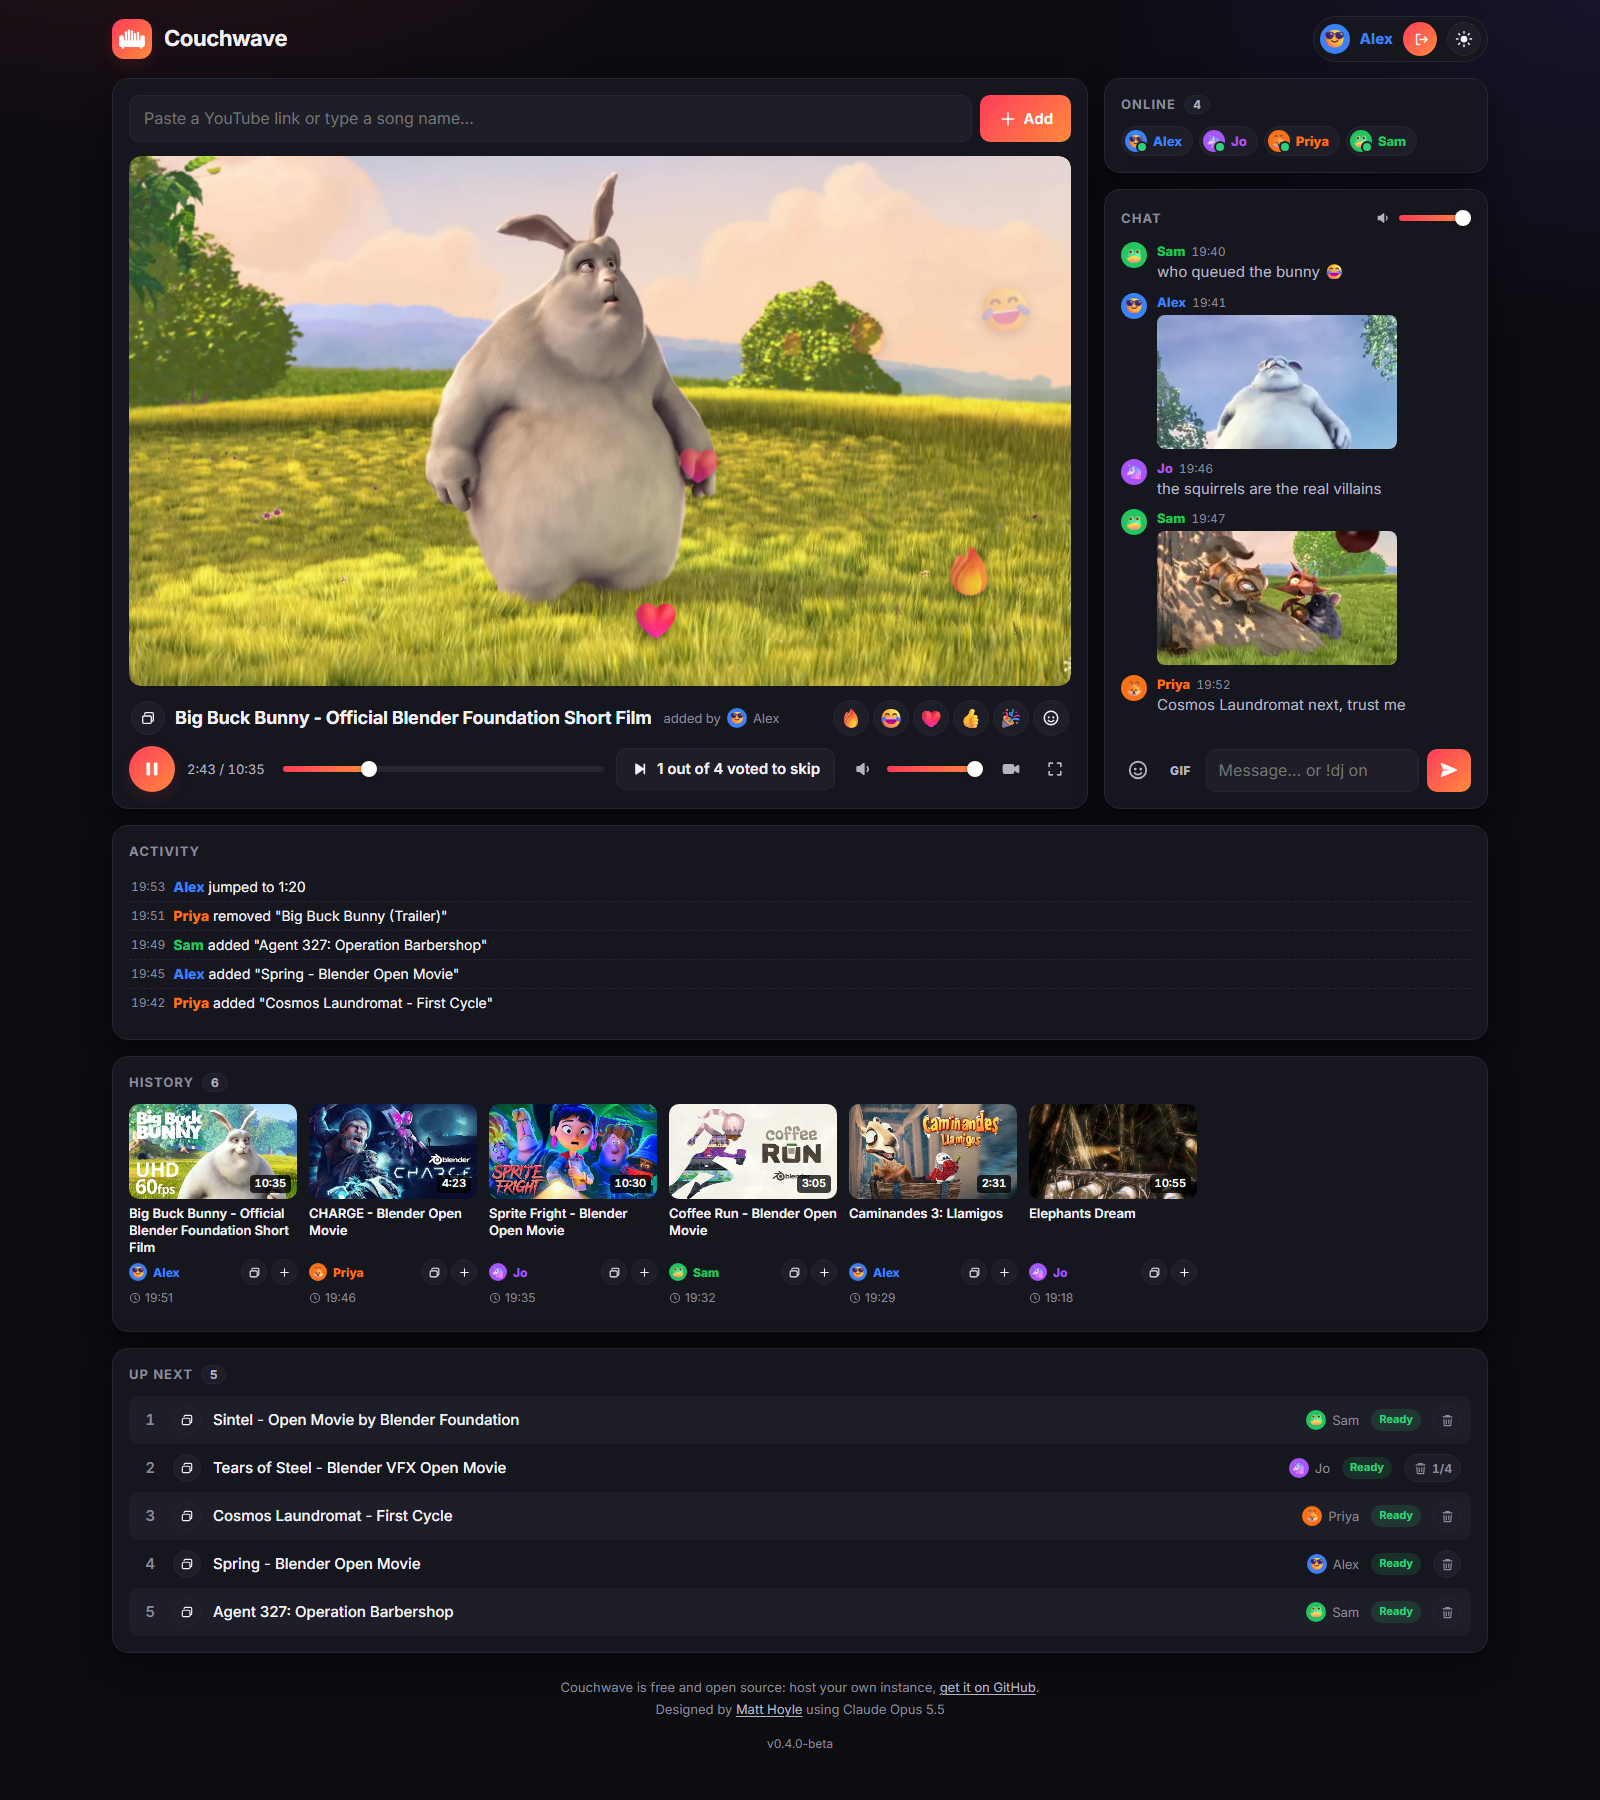 Couchwave
Alex
Paste a YouTube link or type a song name...
Add
ONLINE 4
Alex
Jo
Priya
Sam
CHAT
Sam 19:40
who queued the bunny 😂
Alex 19:41
Jo 19:46
the squirrels are the real villains
Sam 19:47
Priya 19:52
Cosmos Laundromat next, trust me
GIF
Message... or !dj on
Big Buck Bunny - Official Blender Foundation Short Film added by Alex
2:43 / 10:35
1 out of 4 voted to skip
ACTIVITY
19:53 Alex jumped to 1:20
19:51 Priya removed "Big Buck Bunny (Trailer)"
19:49 Sam added "Agent 327: Operation Barbershop"
19:45 Alex added "Spring - Blender Open Movie"
19:42 Priya added "Cosmos Laundromat - First Cycle"
HISTORY 6
Big Buck
BUNNY
UHD
60fps
10:35
Big Buck Bunny - Official
Blender Foundation Short
Film
Alex
19:51
blender
CHARGE
4:23
CHARGE - Blender Open
Movie
Priya
19:46
SPRITE
FRIGHT
10:30
Sprite Fright - Blender
Open Movie
Jo
19:35
coffee
RUN
blender
3:05
Coffee Run - Blender Open
Movie
Sam
19:32
Caminandes
Llamigos
2:31
Caminandes 3: Llamigos
Alex
19:29
10:55
Elephants Dream
Jo
19:18
UP NEXT 5
1 Sintel - Open Movie by Blender Foundation Sam Ready
2 Tears of Steel - Blender VFX Open Movie Jo Ready 1/4
3 Cosmos Laundromat - First Cycle Priya Ready
4 Spring - Blender Open Movie Alex Ready
5 Agent 327: Operation Barbershop Sam Ready
Couchwave is free and open source: host your own instance, get it on GitHub.
Designed by Matt Hoyle using Claude Opus 5.5
v0.4.0-beta